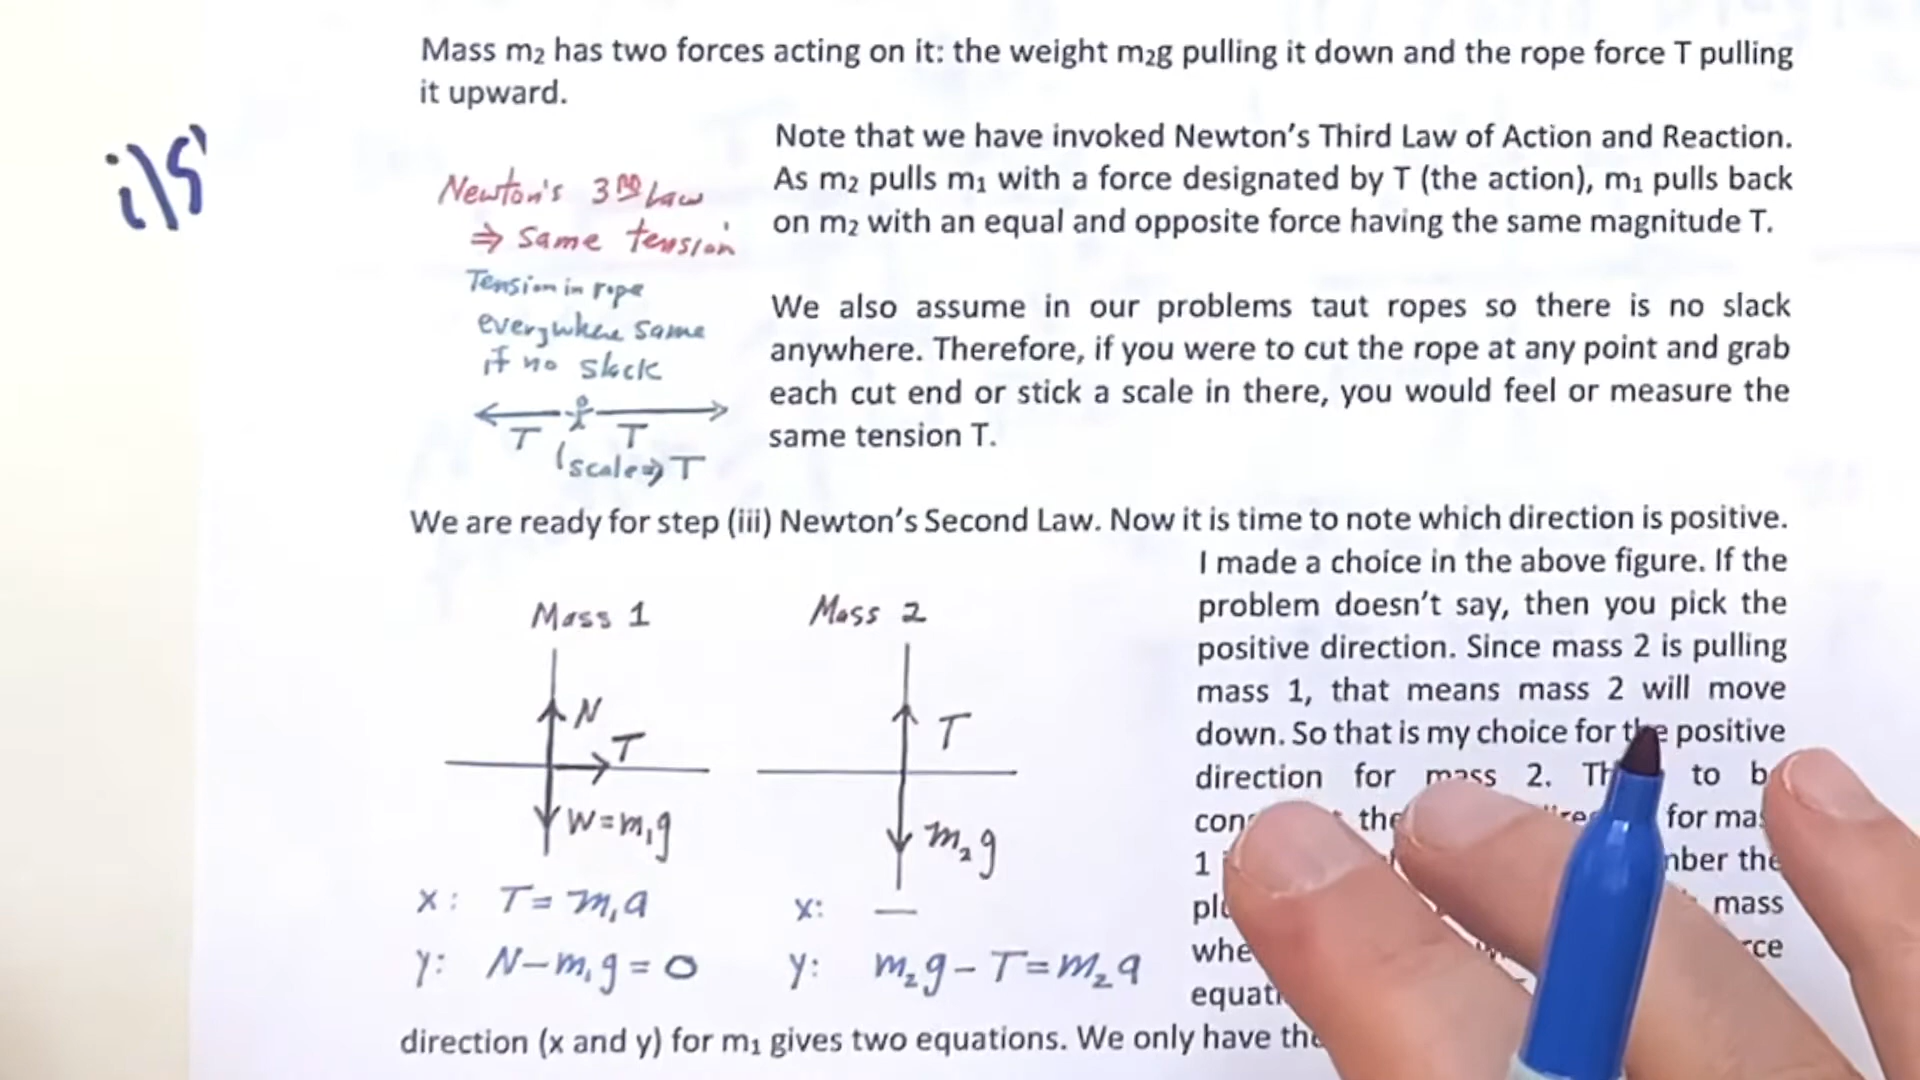 Mass m₂ has two forces acting on it: the weight m₂g pulling it down and the rope force T pulling
it upward.
Note that we have invoked Newton’s Third Law of Action and Reaction.
As m₂ pulls m₁ with a force designated by T (the action), m₁ pulls back
on m₂ with an equal and opposite force having the same magnitude T.
Newton's 3RD Law
⇒ same tension
Tension in rope
everywhere same
if no slack
T T
(scale⇒T
We also assume in our problems taut ropes so there is no slack
anywhere. Therefore, if you were to cut the rope at any point and grab
each cut end or stick a scale in there, you would feel or measure the
same tension T.
We are ready for step (iii) Newton’s Second Law. Now it is time to note which direction is positive.
I made a choice in the above figure. If the
problem doesn’t say, then you pick the
positive direction. Since mass 2 is pulling
mass 1, that means mass 2 will move
down. So that is my choice for the positive
direction for mass 2. to
the for
1 the
mass
Mass 1
N
T
W=m₁g
x: T=m₁a
y: N-m₁g=0
Mass 2
T
m₂g
x: —
y: m₂g-T=m₂a
direction (x and y) for m₁ gives two equations. We only have